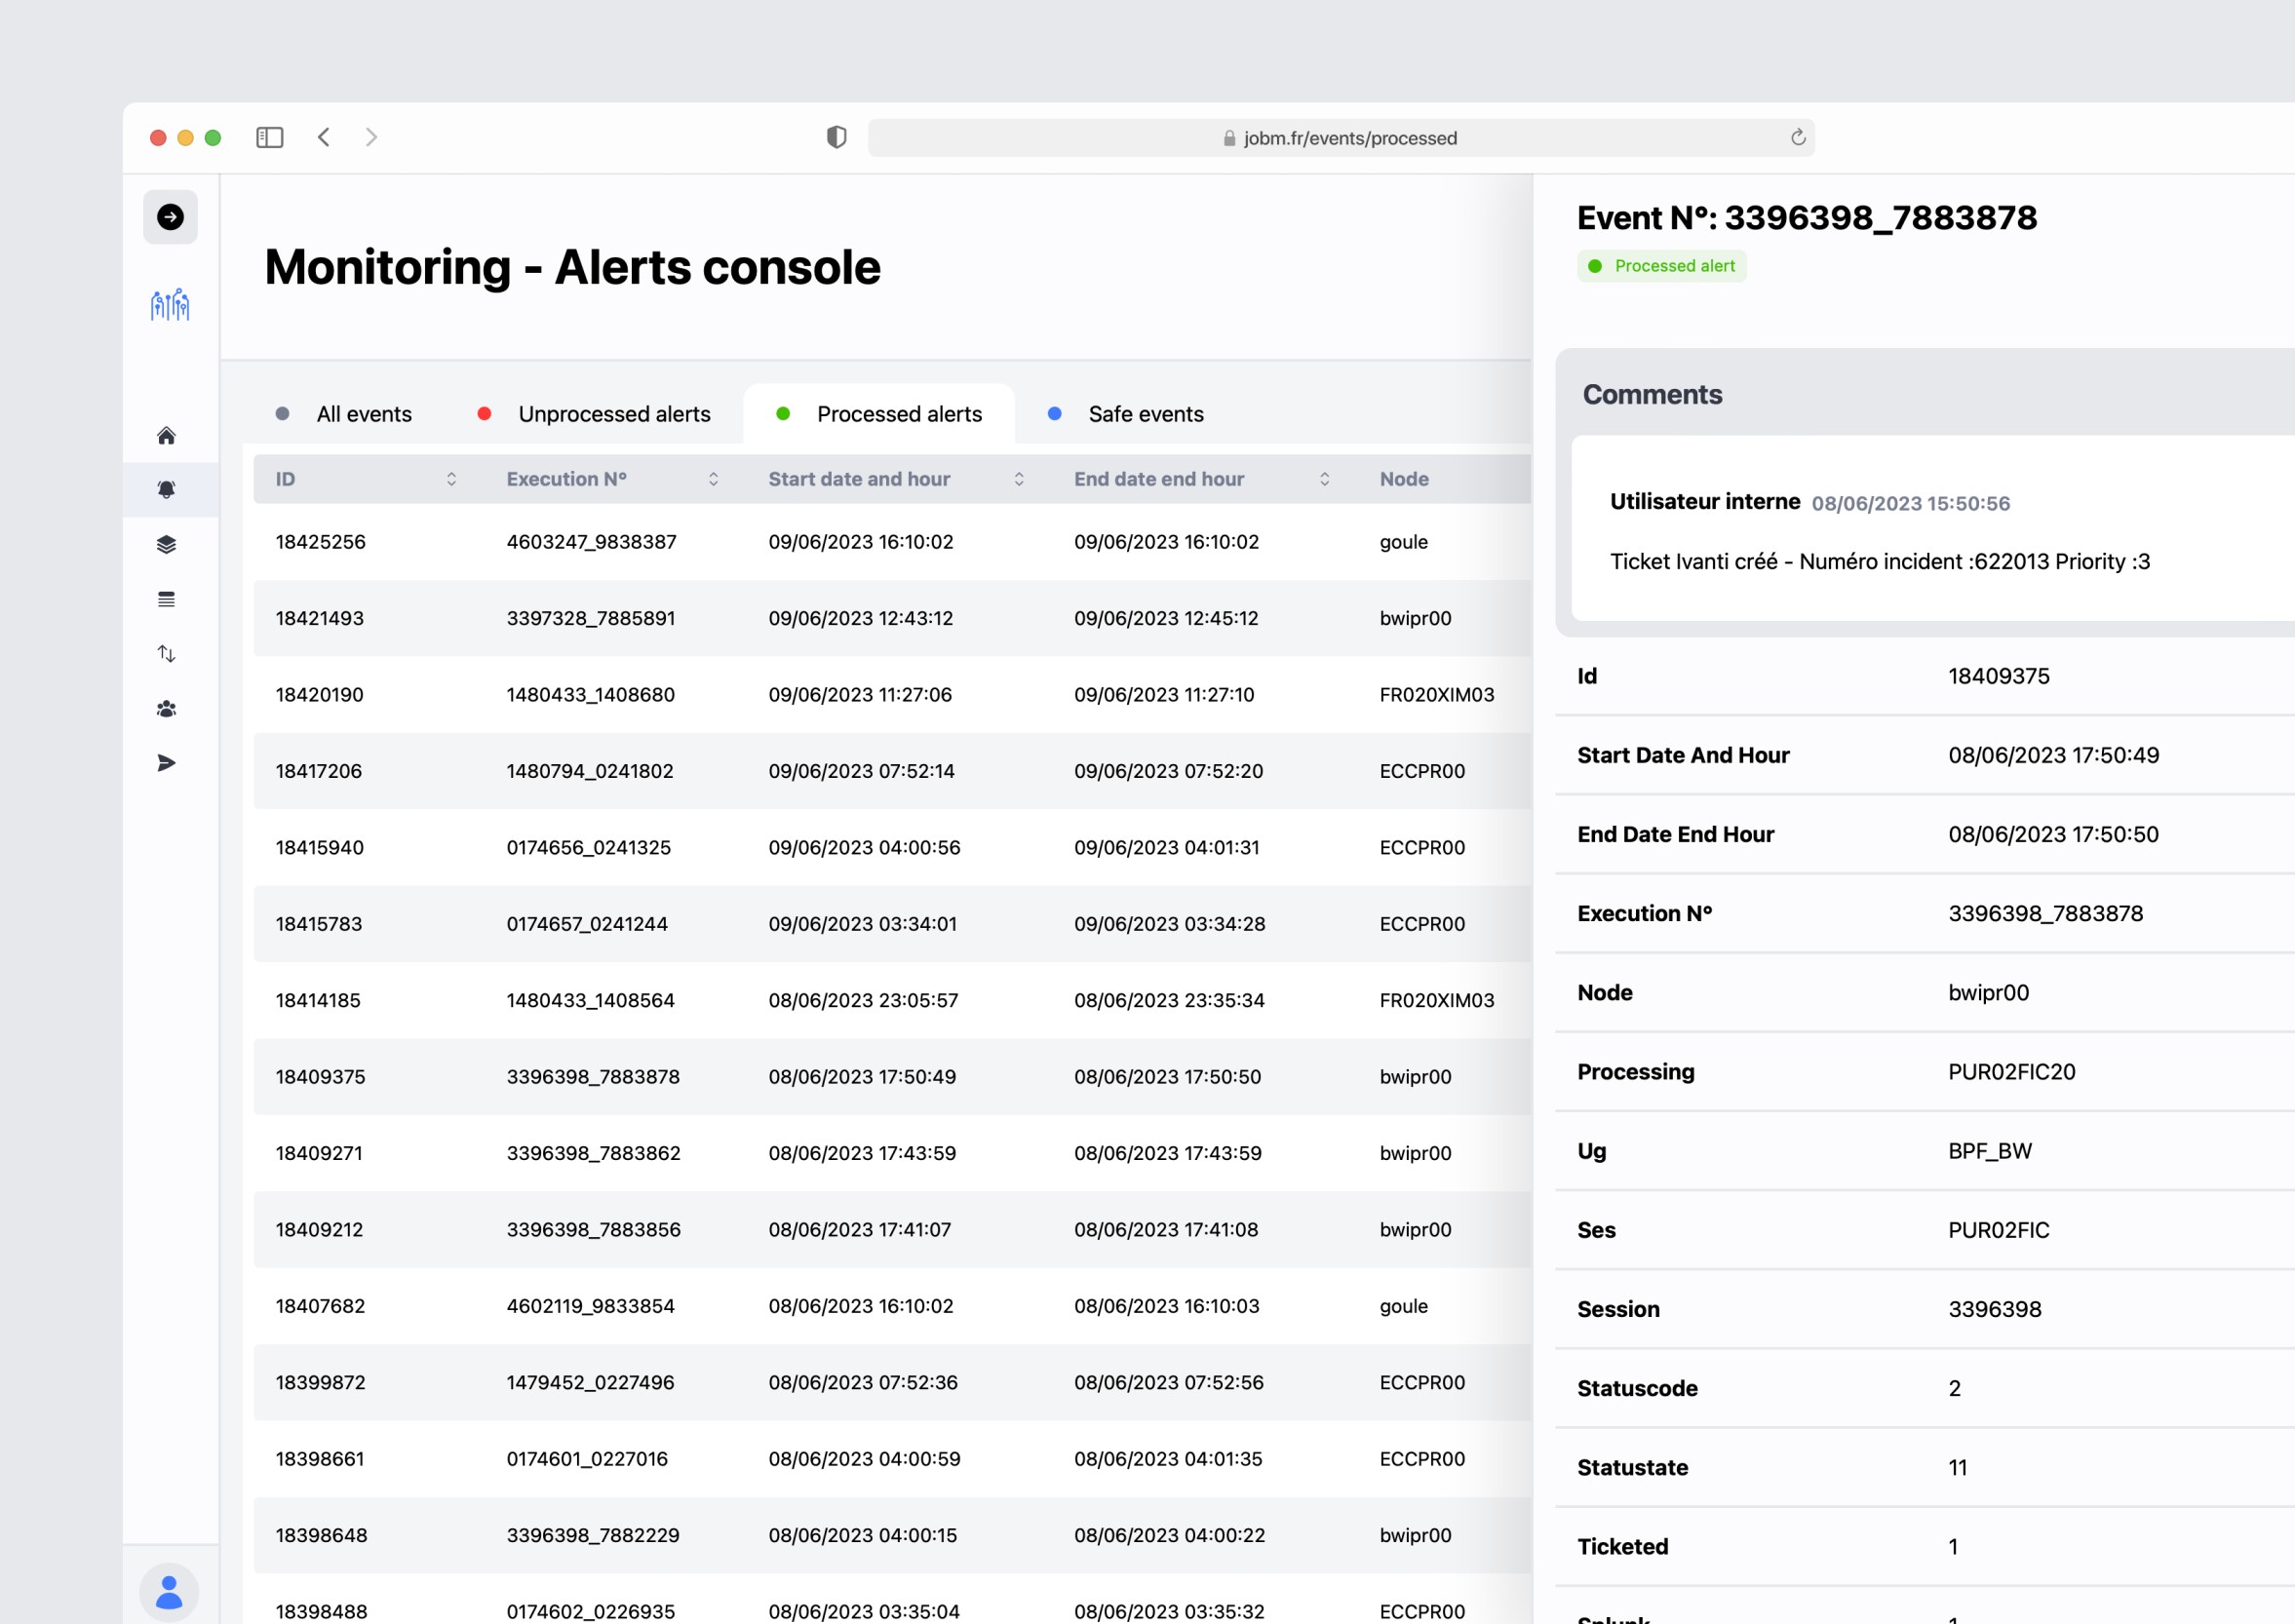 jobm.fr/events/processed
Monitoring - Alerts console
All events Unprocessed alerts Processed alerts Safe events
ID Execution N° Start date and hour End date end hour Node
18425256 4603247_9838387 09/06/2023 16:10:02 09/06/2023 16:10:02 goule
18421493 3397328_7885891 09/06/2023 12:43:12 09/06/2023 12:45:12 bwipr00
18420190 1480433_1408680 09/06/2023 11:27:06 09/06/2023 11:27:10 FR020XIM03
18417206 1480794_0241802 09/06/2023 07:52:14 09/06/2023 07:52:20 ECCPR00
18415940 0174656_0241325 09/06/2023 04:00:56 09/06/2023 04:01:31 ECCPR00
18415783 0174657_0241244 09/06/2023 03:34:01 09/06/2023 03:34:28 ECCPR00
18414185 1480433_1408564 08/06/2023 23:05:57 08/06/2023 23:35:34 FR020XIM03
18409375 3396398_7883878 08/06/2023 17:50:49 08/06/2023 17:50:50 bwipr00
18409271 3396398_7883862 08/06/2023 17:43:59 08/06/2023 17:43:59 bwipr00
18409212 3396398_7883856 08/06/2023 17:41:07 08/06/2023 17:41:08 bwipr00
18407682 4602119_9833854 08/06/2023 16:10:02 08/06/2023 16:10:03 goule
18399872 1479452_0227496 08/06/2023 07:52:36 08/06/2023 07:52:56 ECCPR00
18398661 0174601_0227016 08/06/2023 04:00:59 08/06/2023 04:01:35 ECCPR00
18398648 3396398_7882229 08/06/2023 04:00:15 08/06/2023 04:00:22 bwipr00
18398488 0174602_0226935 08/06/2023 03:35:04 08/06/2023 03:35:32 ECCPR00
Event N°: 3396398_7883878
Processed alert
Comments
Utilisateur interne 08/06/2023 15:50:56
Ticket Ivanti créé - Numéro incident :622013 Priority :3
Id 18409375
Start Date And Hour 08/06/2023 17:50:49
End Date End Hour 08/06/2023 17:50:50
Execution N° 3396398_7883878
Node bwipr00
Processing PUR02FIC20
Ug BPF_BW
Ses PUR02FIC
Session 3396398
Statuscode 2
Statustate 11
Ticketed 1
Splunk 1